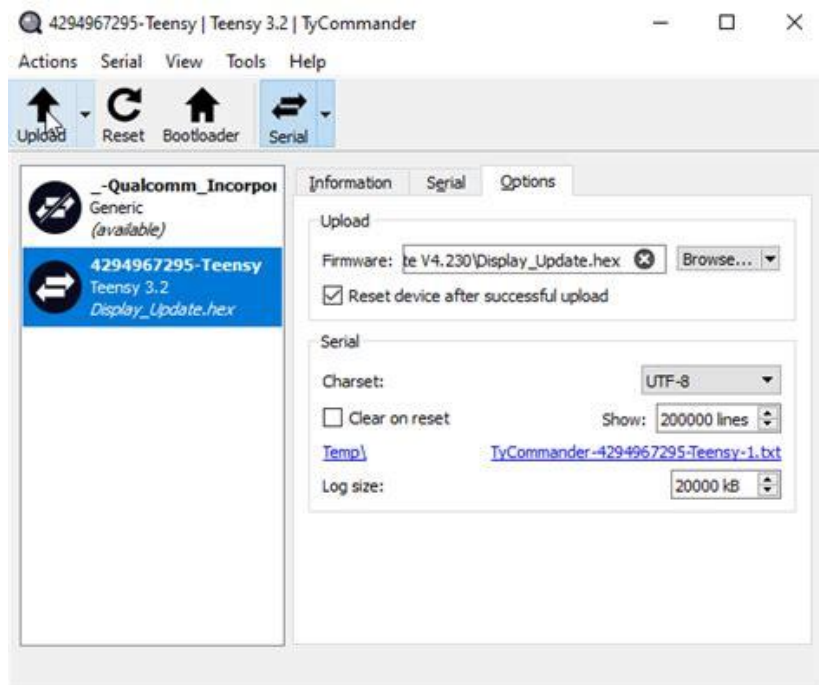 4294967295-Teensy | Teensy 3.2 | TyCommander
Actions Serial View Tools Help
Upload Reset Bootloader Serial
_-Qualcomm_Incorpor
Generic
(available)
4294967295-Teensy
Teensy 3.2
Display_Update.hex
Information Serial Options
Upload
Firmware: te V4.230\Display_Update.hex Browse...
Reset device after successful upload
Serial
Charset: UTF-8
Clear on reset Show: 200000 lines
Temp\ TyCommander-4294967295-Teensy-1.txt
Log size: 20000 kB